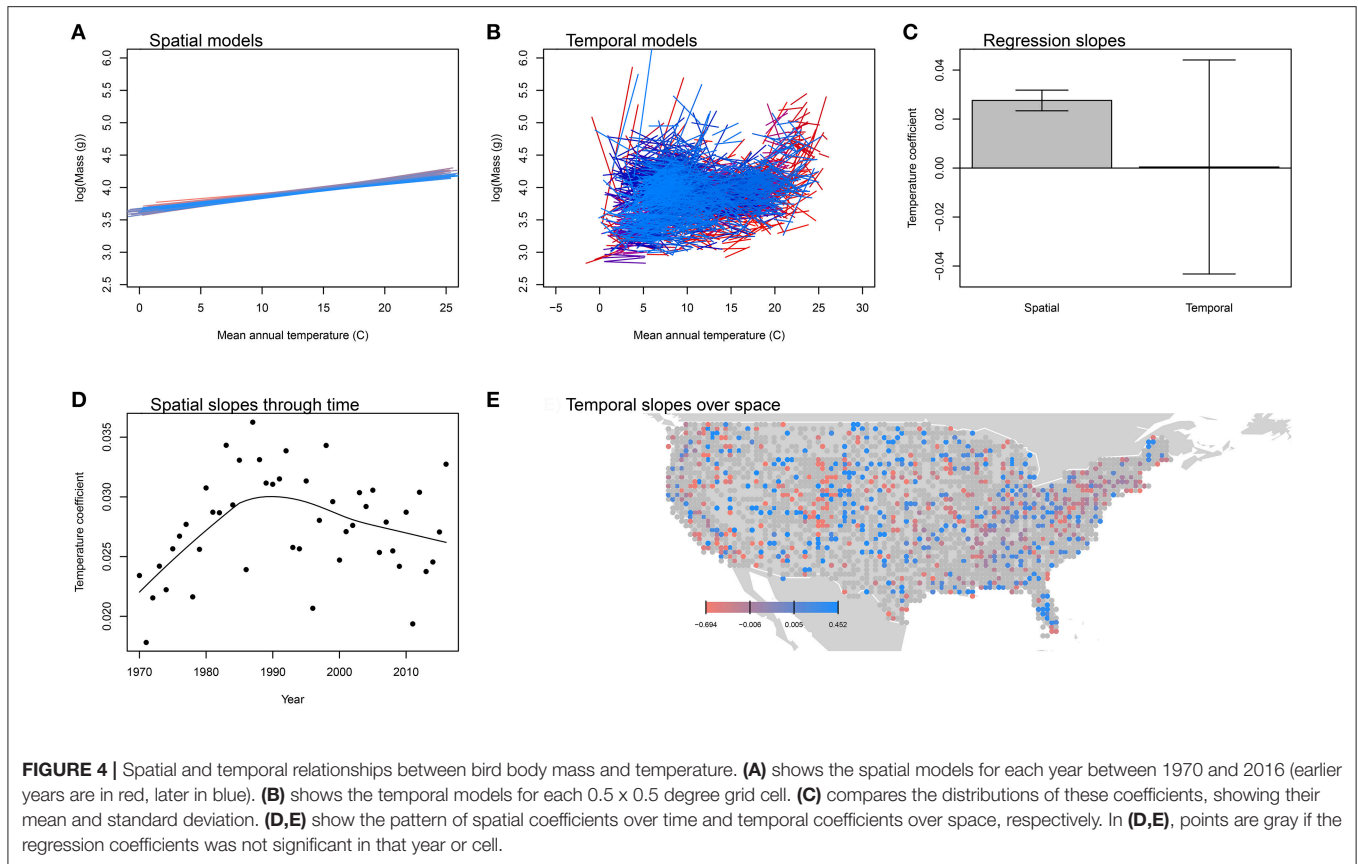 A Spatial models
6.0
5.5
5.0
4.5
4.0
3.5
3.0
2.5
log(Mass (g))
0 5 10 15 20 25
Mean annual temperature (C)
B Temporal models
6.0
5.5
5.0
4.5
4.0
3.5
3.0
2.5
log(Mass (g))
−5 0 5 10 15 20 25 30
Mean annual temperature (C)
C Regression slopes
0.04
0.02
0.00
−0.02
−0.04
Temperature coefficient
Spatial Temporal
D Spatial slopes through time
0.035
0.030
0.025
0.020
Temperature coefficient
1970 1980 1990 2000 2010
Year
E Temporal slopes over space
−0.694 −0.006 0.005 0.452
FIGURE 4 | Spatial and temporal relationships between bird body mass and temperature. (A) shows the spatial models for each year between 1970 and 2016 (earlier
years are in red, later in blue). (B) shows the temporal models for each 0.5 x 0.5 degree grid cell. (C) compares the distributions of these coefficients, showing their
mean and standard deviation. (D,E) show the pattern of spatial coefficients over time and temporal coefficients over space, respectively. In (D,E), points are gray if the
regression coefficients was not significant in that year or cell.